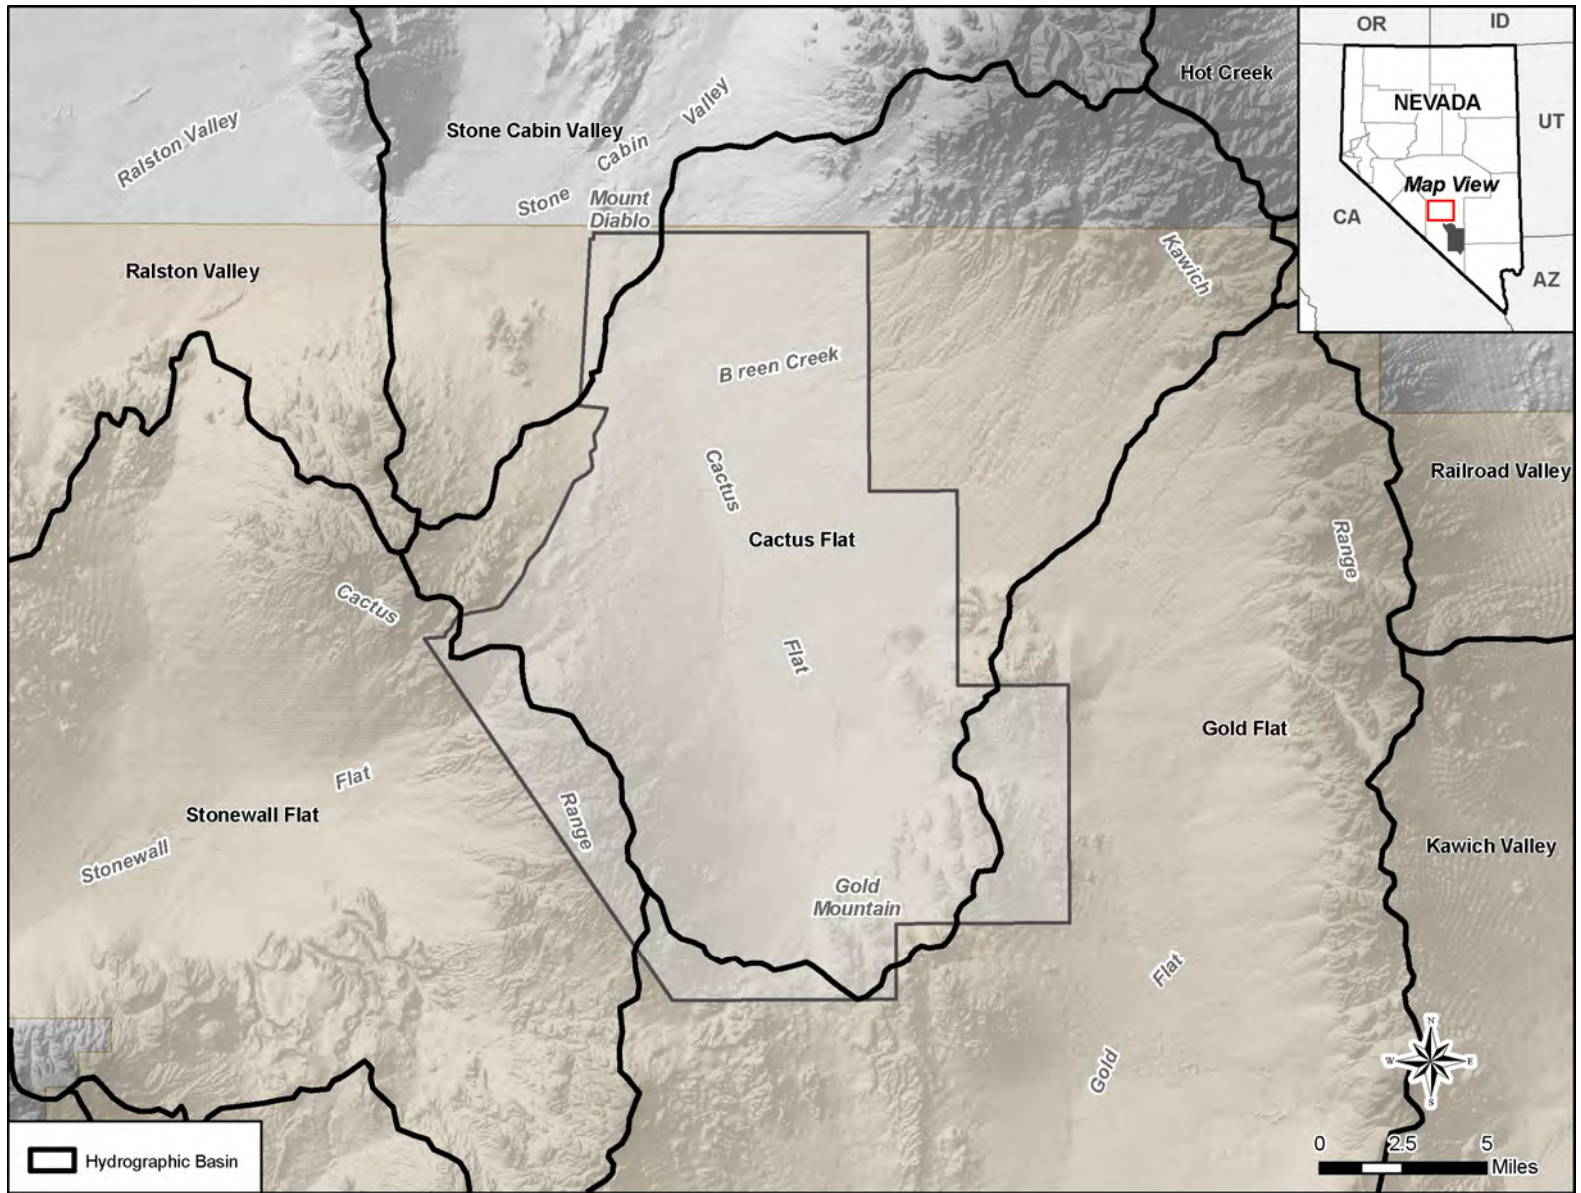 OR
ID
Hot Creek
NEVADA
UT
Ralston Valley
Stone Cabin Valley
Stone Cabin Valley
Map View
Mount
Diablo
CA
Kawich
Ralston Valley
AZ
B reen Creek
Cactus
Railroad Valley
Cactus Flat
Range
Cactus
Flat
Gold Flat
Flat
Stonewall Flat
Range
Stonewall
Kawich Valley
Gold
Mountain
Flat
Gold
N
W
E
S
0
2.5
5
Miles
Hydrographic Basin